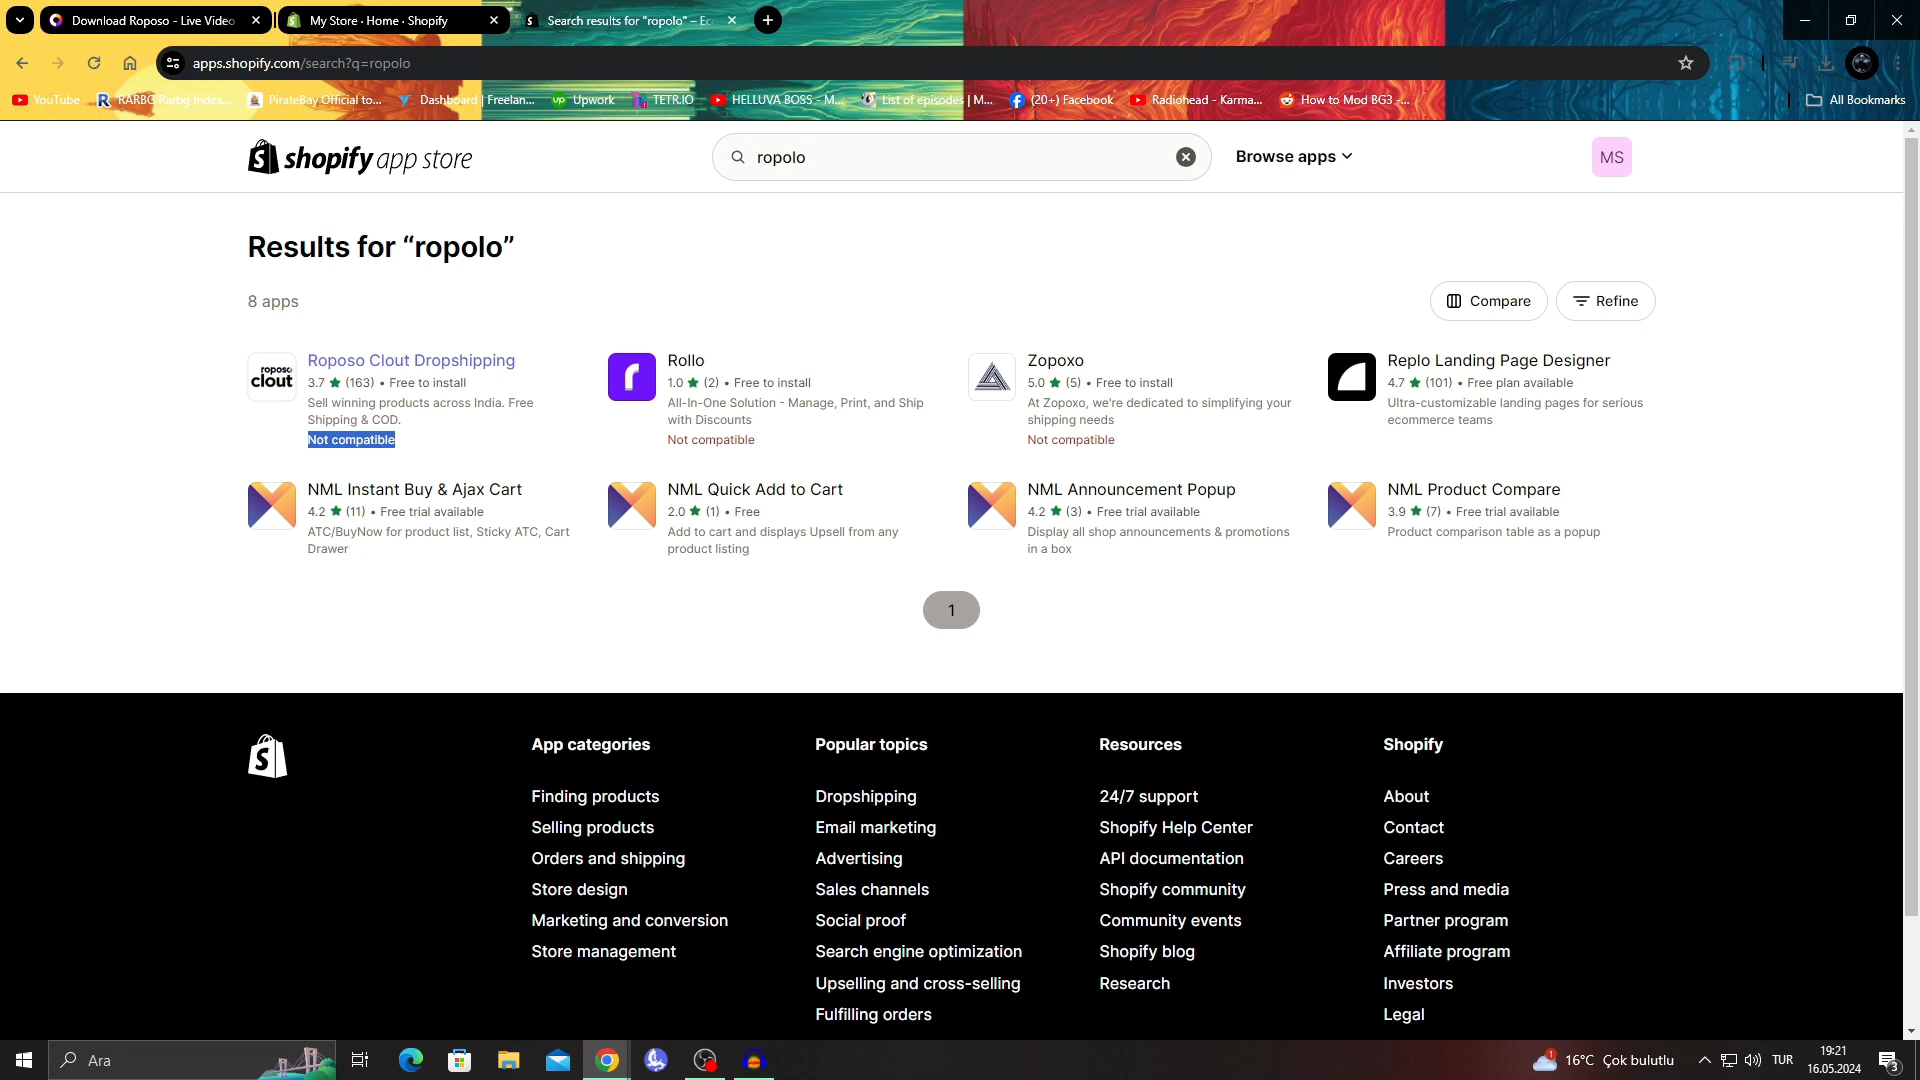 Download Roposo - Live Video
My Store · Home · Shopify
Search results for "ropolo" – Ec
apps.shopify.com/search?q=ropolo
YouTube
RARBG Rarbg Index...
PirateBay Official to...
Dashboard | Freelan...
Upwork
TETR.IO
HELLUVA BOSS - M...
List of episodes | M...
(20+) Facebook
Radiohead - Karma...
How to Mod BG3 -...
All Bookmarks
shopify app store
ropolo
Browse apps
MS
Results for “ropolo”
8 apps
Compare
Refine
roposo
clout
Roposo Clout Dropshipping
3.7 ★ (163) • Free to install
Sell winning products across India. Free
Shipping & COD.
Not compatible
Rollo
1.0 ★ (2) • Free to install
All-In-One Solution - Manage, Print, and Ship
with Discounts
Not compatible
Zopoxo
5.0 ★ (5) • Free to install
At Zopoxo, we're dedicated to simplifying your
shipping needs
Not compatible
Replo Landing Page Designer
4.7 ★ (101) • Free plan available
Ultra-customizable landing pages for serious
ecommerce teams
NML Instant Buy & Ajax Cart
4.2 ★ (11) • Free trial available
ATC/BuyNow for product list, Sticky ATC, Cart
Drawer
NML Quick Add to Cart
2.0 ★ (1) • Free
Add to cart and displays Upsell from any
product listing
NML Announcement Popup
4.2 ★ (3) • Free trial available
Display all shop announcements & promotions
in a box
NML Product Compare
3.9 ★ (7) • Free trial available
Product comparison table as a popup
1
App categories
Finding products
Selling products
Orders and shipping
Store design
Marketing and conversion
Store management
Popular topics
Dropshipping
Email marketing
Advertising
Sales channels
Social proof
Search engine optimization
Upselling and cross-selling
Fulfilling orders
Resources
24/7 support
Shopify Help Center
API documentation
Shopify community
Community events
Shopify blog
Research
Shopify
About
Contact
Careers
Press and media
Partner program
Affiliate program
Investors
Legal
Ara
1
16°C Çok bulutlu
TUR
19:21
16.05.2024
3